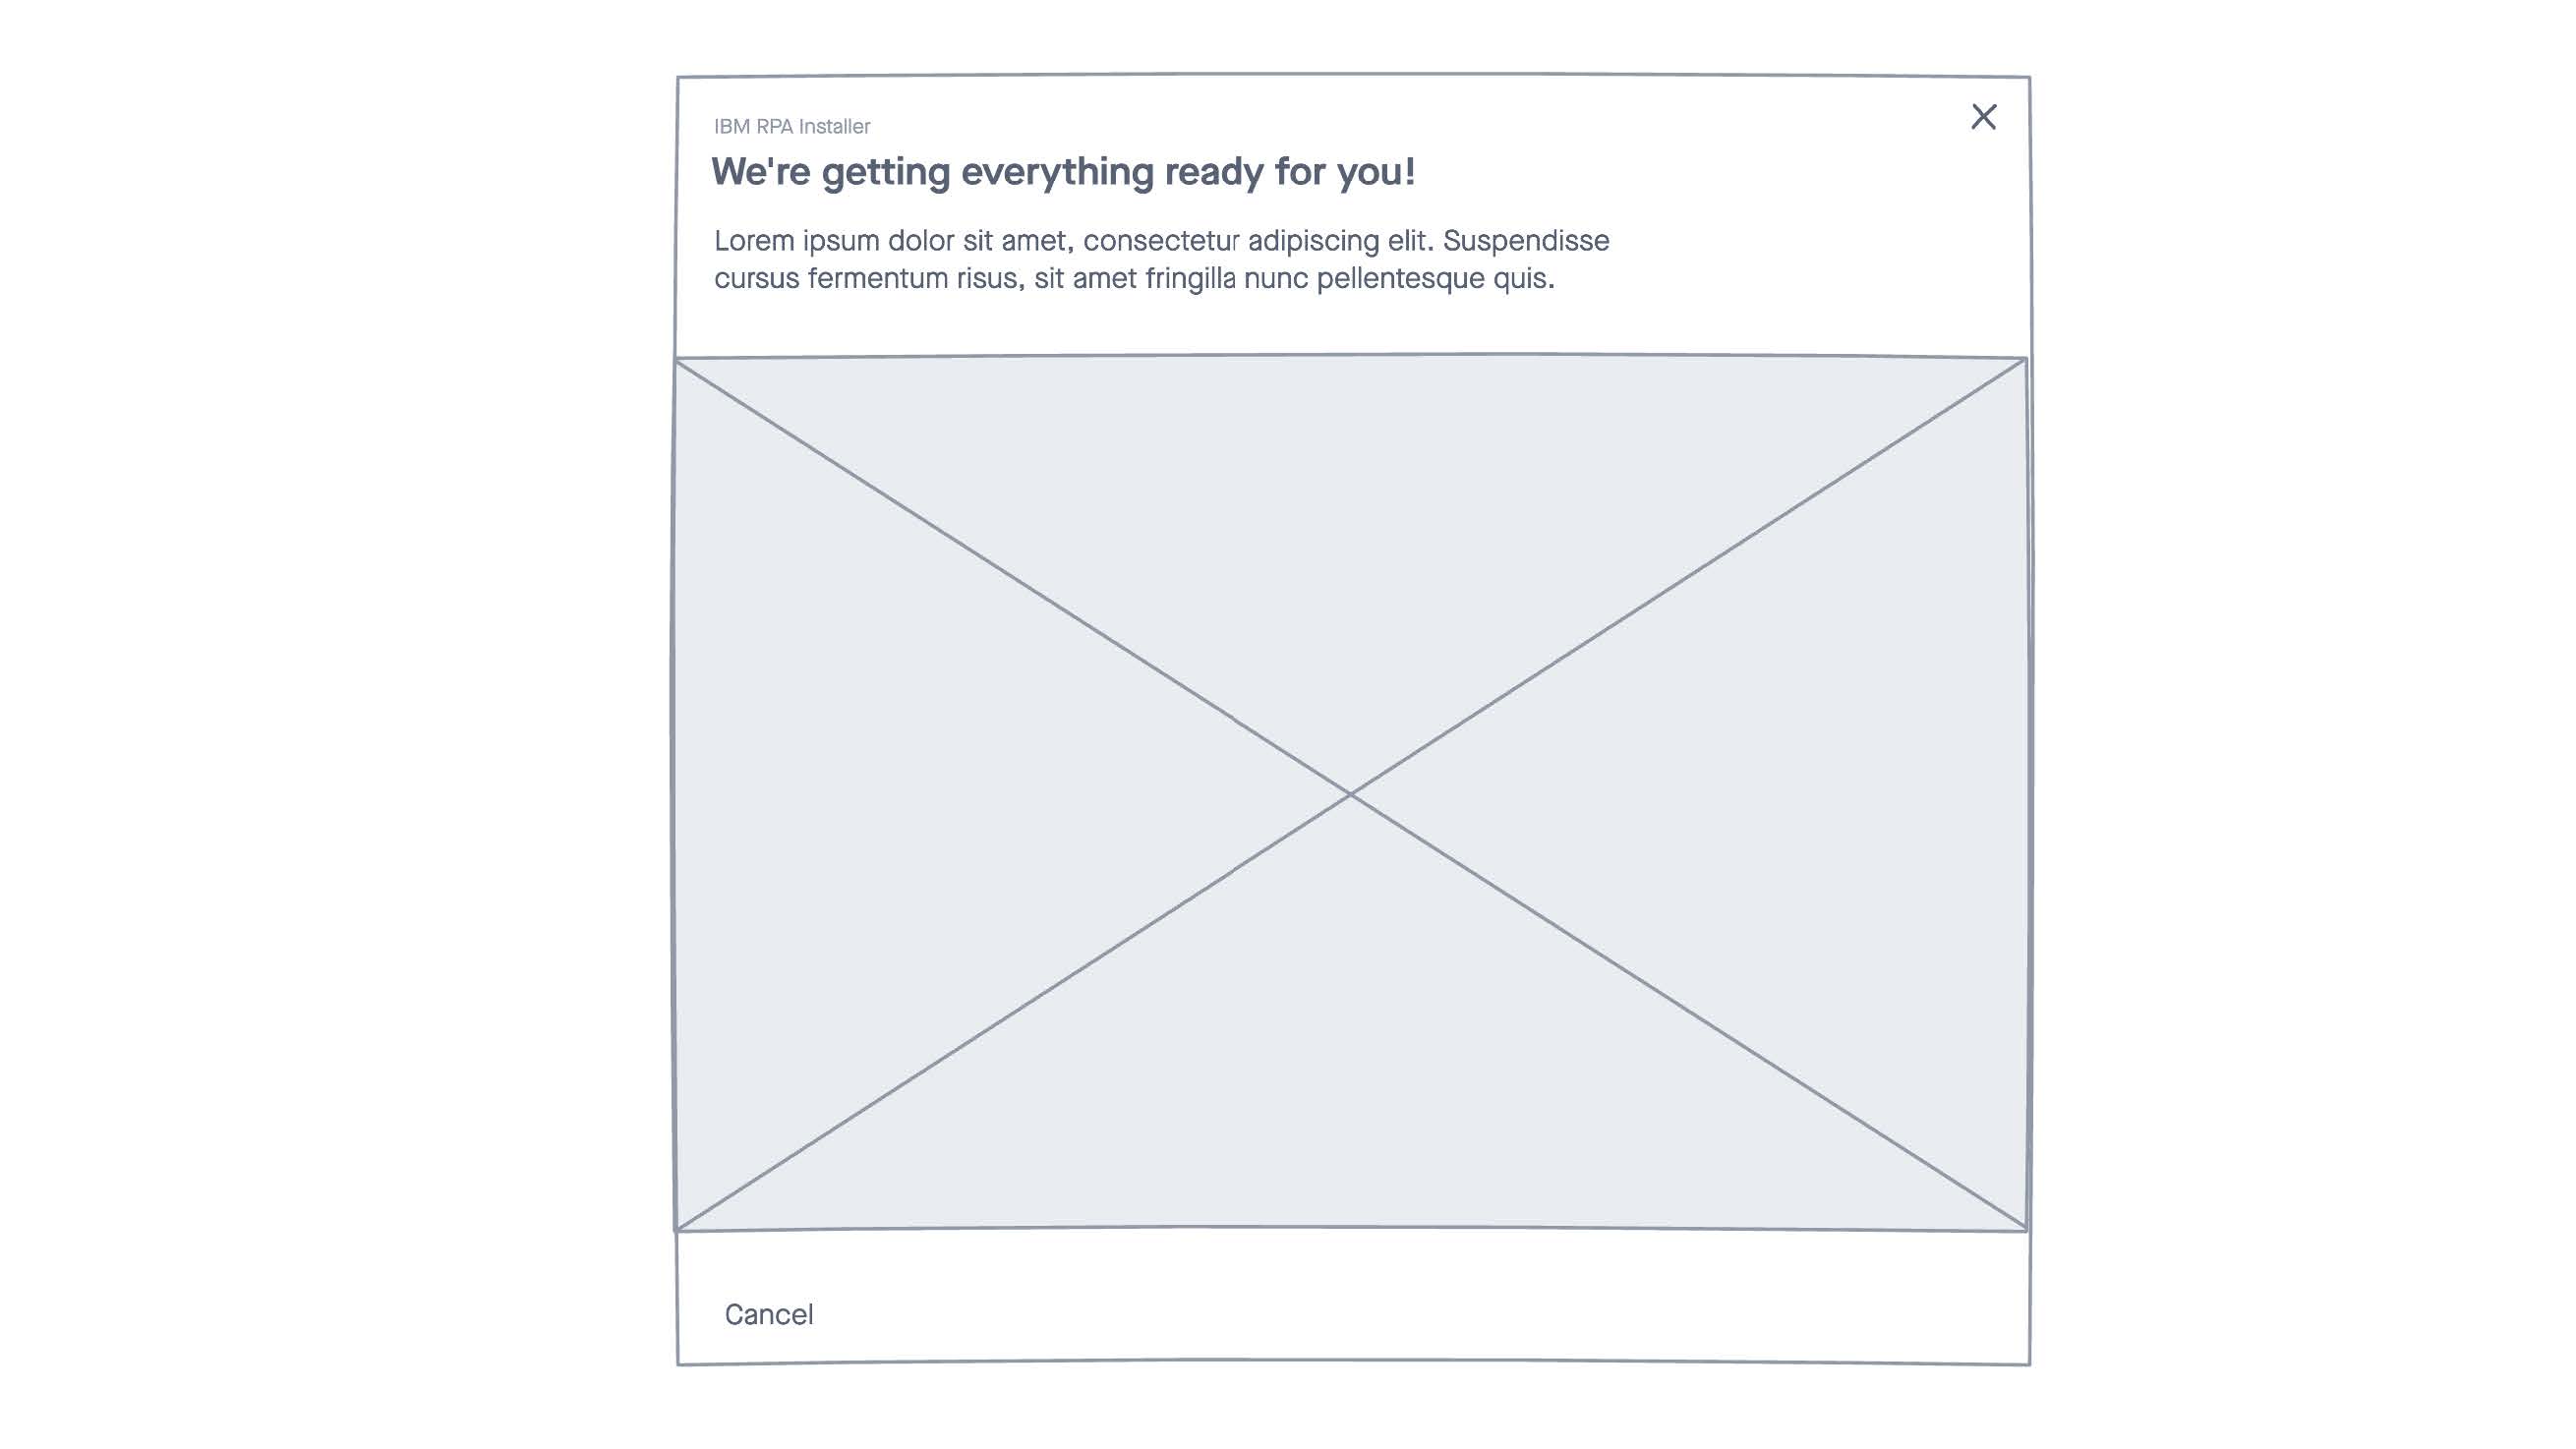 IBM RPA Installer
We're getting everything ready for you!
Lorem ipsum dolor sit amet, consectetur adipiscing elit. Suspendisse
cursus fermentum risus, sit amet fringilla nunc pellentesque quis.
Cancel